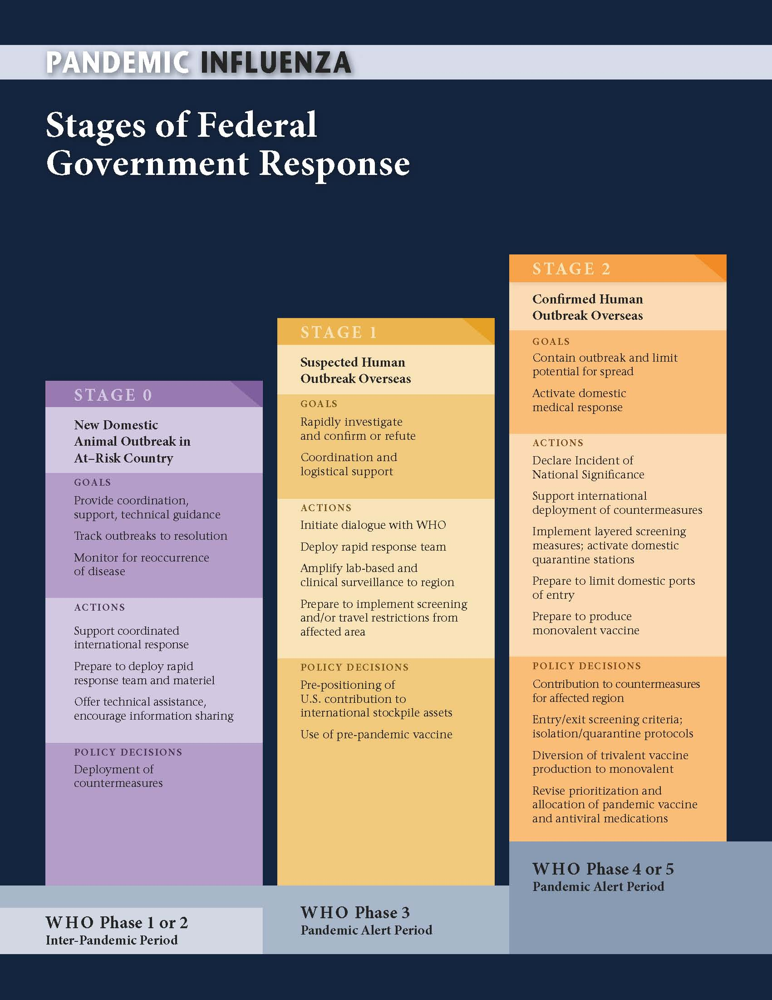 PANDEMIC INFLUENZA
Stages of Federal
Government Response
STAGE 0
New Domestic
Animal Outbreak in
At–Risk Country
GOALS
Provide coordination,
support, technical guidance
Track outbreaks to resolution
Monitor for reoccurrence
of disease
ACTIONS
Support coordinated
international response
Prepare to deploy rapid
response team and materiel
Offer technical assistance,
encourage information sharing
POLICY DECISIONS
Deployment of
countermeasures
WHO Phase 1 or 2
Inter-Pandemic Period
STAGE 1
Suspected Human
Outbreak Overseas
GOALS
Rapidly investigate
and confirm or refute
Coordination and
logistical support
ACTIONS
Initiate dialogue with WHO
Deploy rapid response team
Amplify lab-based and
clinical surveillance to region
Prepare to implement screening
and/or travel restrictions from
affected area
POLICY DECISIONS
Pre-positioning of
U.S. contribution to
international stockpile assets
Use of pre-pandemic vaccine
WHO Phase 3
Pandemic Alert Period
STAGE 2
Confirmed Human
Outbreak Overseas
GOALS
Contain outbreak and limit
potential for spread
Activate domestic
medical response
ACTIONS
Declare Incident of
National Significance
Support international
deployment of countermeasures
Implement layered screening
measures; activate domestic
quarantine stations
Prepare to limit domestic ports
of entry
Prepare to produce
monovalent vaccine
POLICY DECISIONS
Contribution to countermeasures
for affected region
Entry/exit screening criteria;
isolation/quarantine protocols
Diversion of trivalent vaccine
production to monovalent
Revise prioritization and
allocation of pandemic vaccine
and antiviral medications
WHO Phase 4 or 5
Pandemic Alert Period